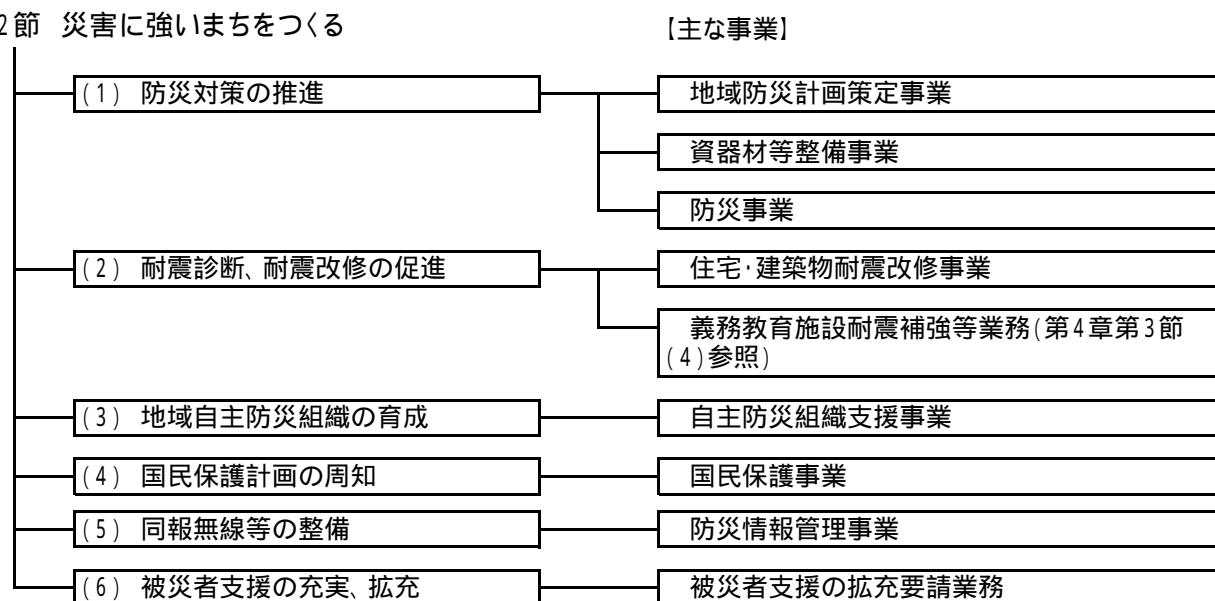 2節 災害に強いまちをつくる
【主な事業】
(1) 防災対策の推進
地域防災計画策定事業
資器材等整備事業
防災事業
(2) 耐震診断、耐震改修の促進
住宅・建築物耐震改修事業
義務教育施設耐震補強等業務(第4章第3節
(4)参照)
(3) 地域自主防災組織の育成
自主防災組織支援事業
(4) 国民保護計画の周知
国民保護事業
(5) 同報無線等の整備
防災情報管理事業
(6) 被災者支援の充実、拡充
被災者支援の拡充要請業務